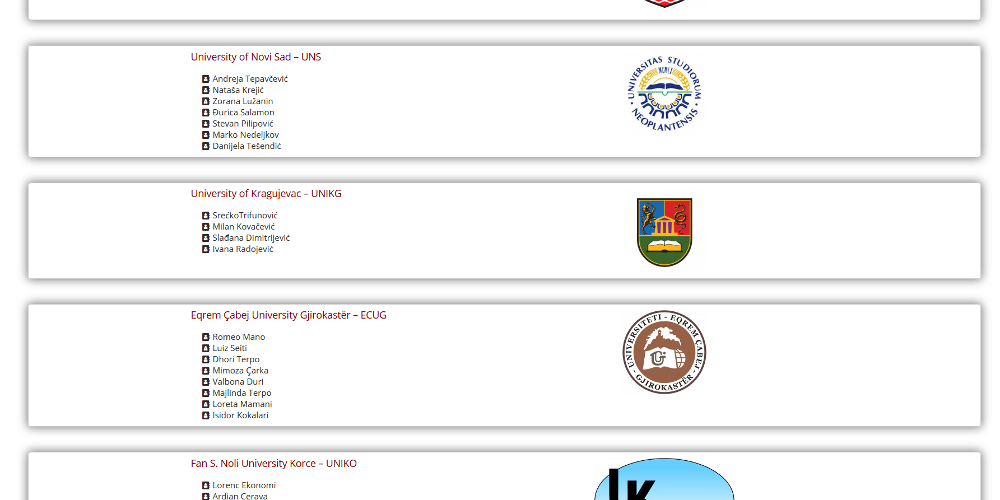 University of Novi Sad – UNS
UNIVERSITAS STUDIORUM
MCMLX
• NEOPLANTENSIS •
Andreja Tepavčević
Nataša Krejić
Zorana Lužanin
Đurica Salamon
Stevan Pilipović
Marko Nedeljkov
Danijela Tešendić
University of Kragujevac – UNIKG
SrećkoTrifunović
Milan Kovačević
Slađana Dimitrijević
Ivana Radojević
Eqrem Çabej University Gjirokastër – ECUG
UNIVERSITETI - EQREM ÇABEJ -
GJIROKASTËR -
Romeo Mano
Luiz Seiti
Dhori Terpo
Mimoza Çarka
Valbona Duri
Majlinda Terpo
Loreta Mamani
Isidor Kokalari
Fan S. Noli University Korce – UNIKO
Lorenc Ekonomi
Ardian Cerava